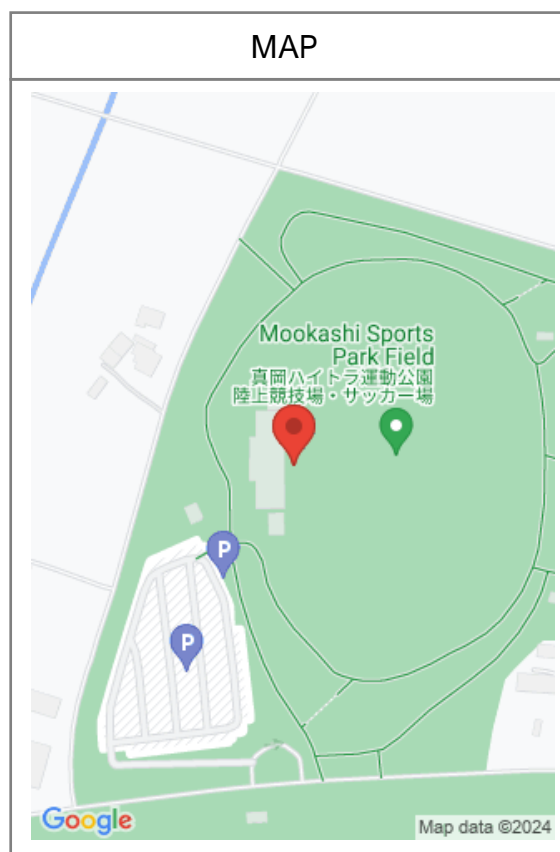 MAP
Mookashi Sports
Park Field
真岡ハイトラ運動公園
陸上競技場・サッカー場
P
P
Google
Map data ©2024